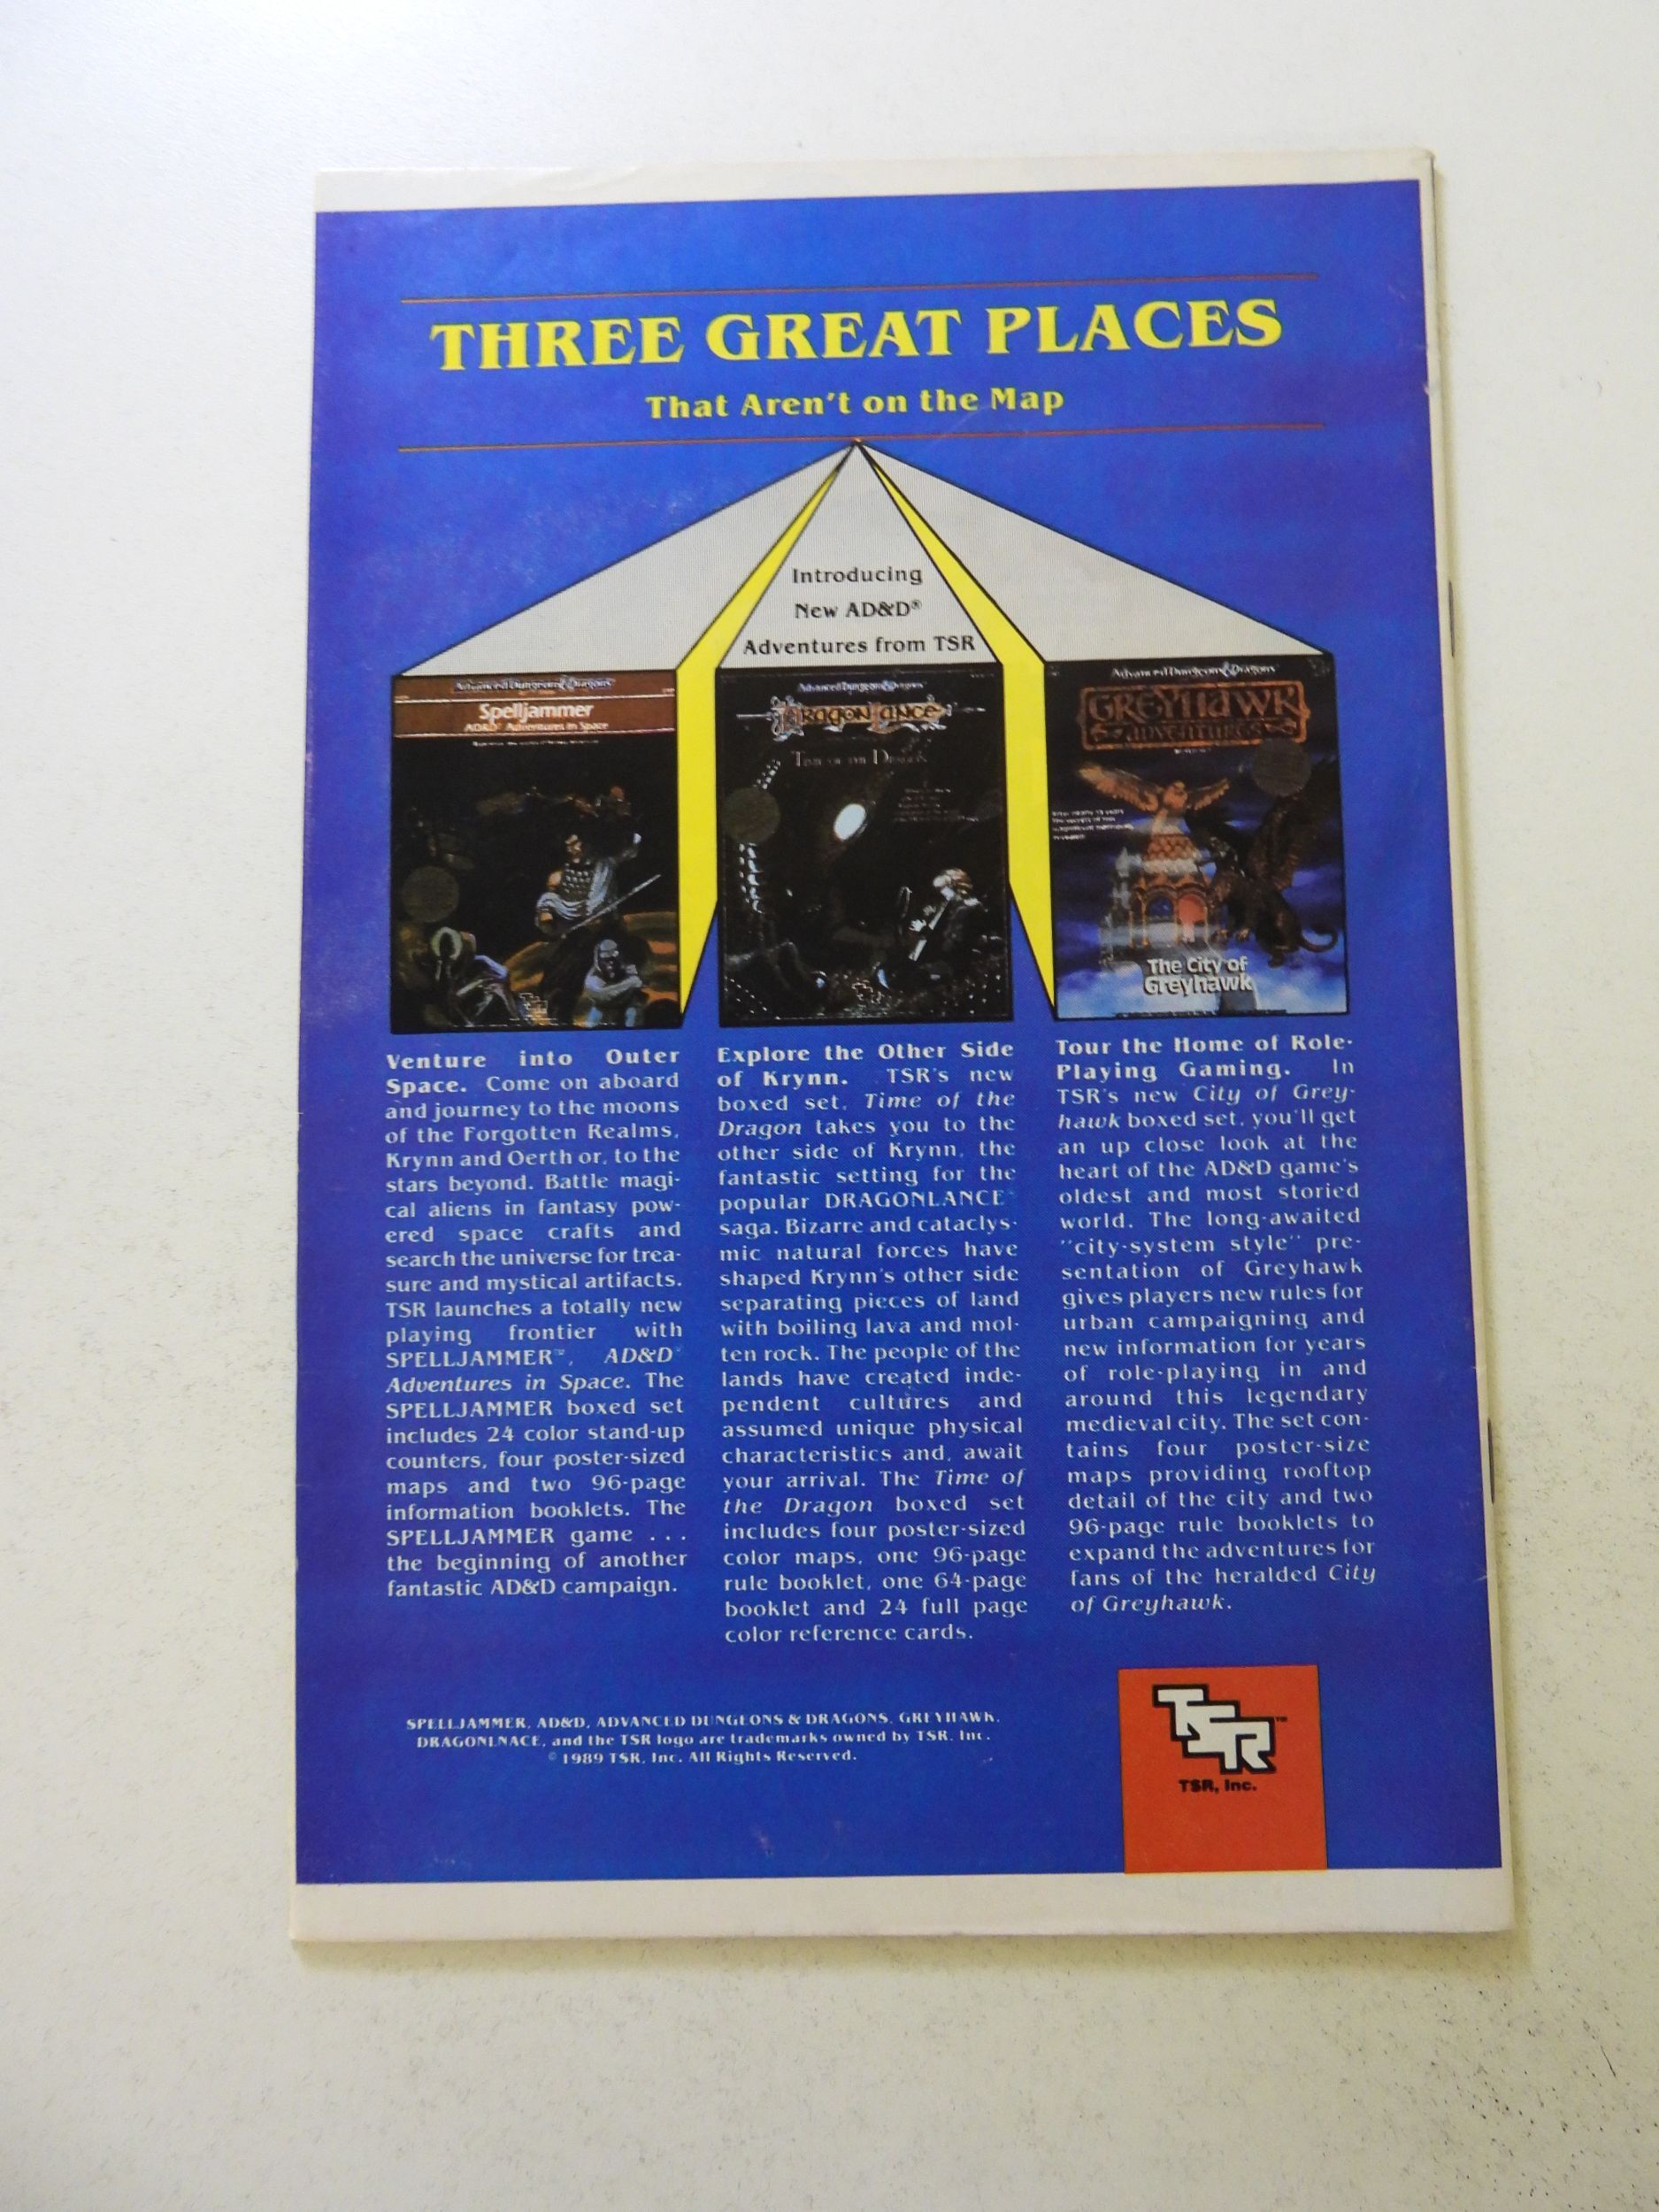 THREE GREAT PLACES
That Aren't on the Map
Introducing
New AD&D®
Adventures from TSR
Advanced Dungeons & Dragons
Spelljammer
AD&D® Adventures in Space
Advanced Dungeons & Dragons
DragonLance
Advanced Dungeons & Dragons
GREYHAWK
ADVENTURES
The City of
Greyhawk
Venture into Outer
Space. Come on aboard
and journey to the moons
of the Forgotten Realms,
Krynn and Oerth or, to the
stars beyond. Battle magi-
cal aliens in fantasy pow-
ered space crafts and
search the universe for trea-
sure and mystical artifacts.
TSR launches a totally new
playing frontier with
SPELLJAMMER™, AD&D®
Adventures in Space. The
SPELLJAMMER boxed set
includes 24 color stand-up
counters, four poster-sized
maps and two 96-page
information booklets. The
SPELLJAMMER game . . .
the beginning of another
fantastic AD&D campaign.
Explore the Other Side
of Krynn. TSR's new
boxed set, Time of the
Dragon takes you to the
other side of Krynn, the
fantastic setting for the
popular DRAGONLANCE®
saga. Bizarre and cataclys-
mic natural forces have
shaped Krynn's other side
separating pieces of land
with boiling lava and mol-
ten rock. The people of the
lands have created inde-
pendent cultures and
assumed unique physical
characteristics and, await
your arrival. The Time of
the Dragon boxed set
includes four poster-sized
color maps, one 96-page
rule booklet, one 64-page
booklet and 24 full page
color reference cards.
Tour the Home of Role-
Playing Gaming. In
TSR's new City of Grey-
hawk boxed set, you'll get
an up close look at the
heart of the AD&D game's
oldest and most storied
world. The long-awaited
"city-system style" pre-
sentation of Greyhawk
gives players new rules for
urban campaigning and
new information for years
of role-playing in and
around this legendary
medieval city. The set con-
tains four poster-size
maps providing rooftop
detail of the city and two
96-page rule booklets to
expand the adventures for
fans of the heralded City
of Greyhawk.
SPELLJAMMER, AD&D, ADVANCED DUNGEONS & DRAGONS, GREYHAWK,
DRAGONLNACE, and the TSR logo are trademarks owned by TSR, Inc.
© 1989 TSR, Inc. All Rights Reserved.
TSR™
TSR, Inc.